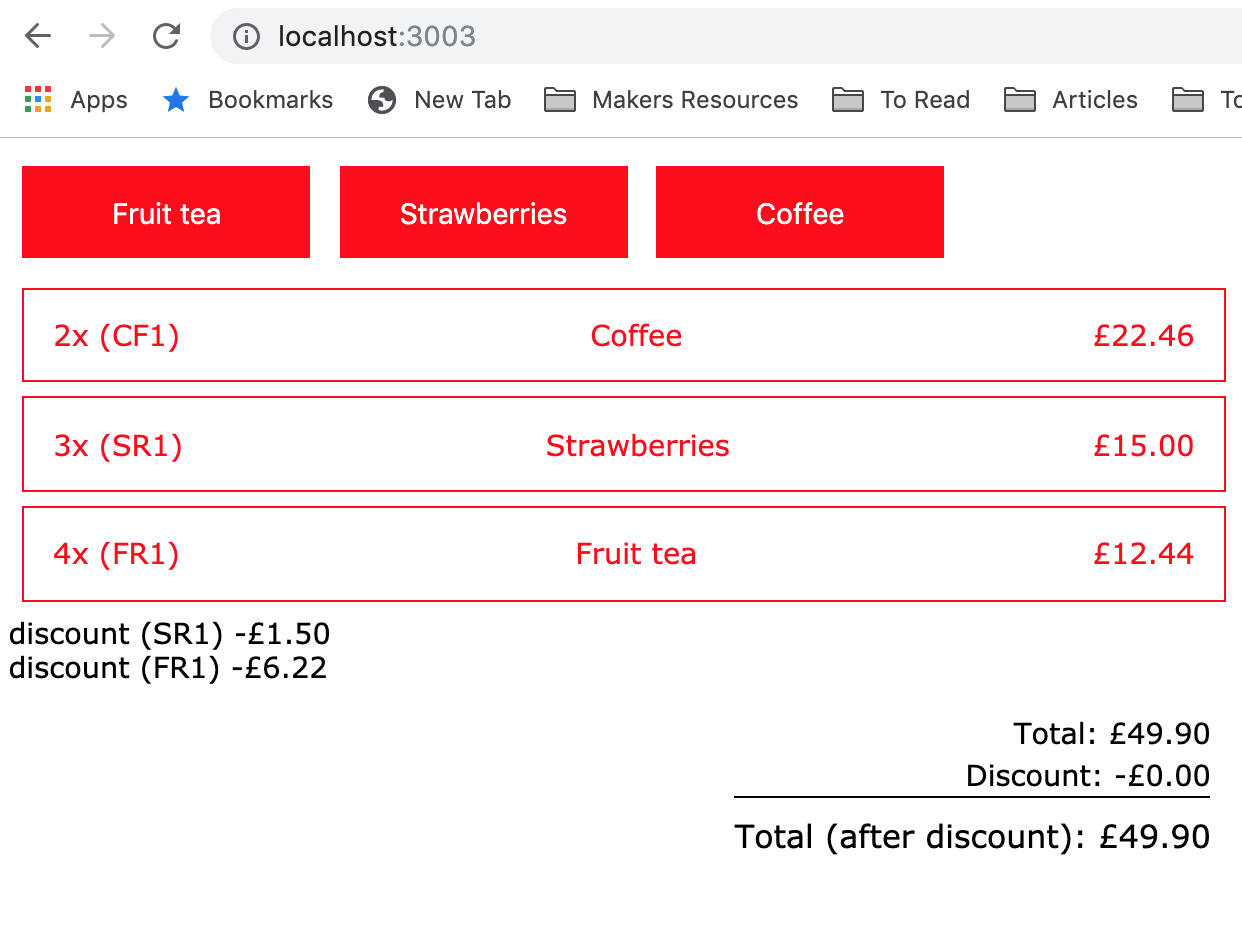 localhost:3003
Apps Bookmarks New Tab Makers Resources To Read Articles
Fruit tea Strawberries Coffee
2x (CF1) Coffee £22.46
3x (SR1) Strawberries £15.00
4x (FR1) Fruit tea £12.44
discount (SR1) -£1.50
discount (FR1) -£6.22
Total: £49.90
Discount: -£0.00
Total (after discount): £49.90